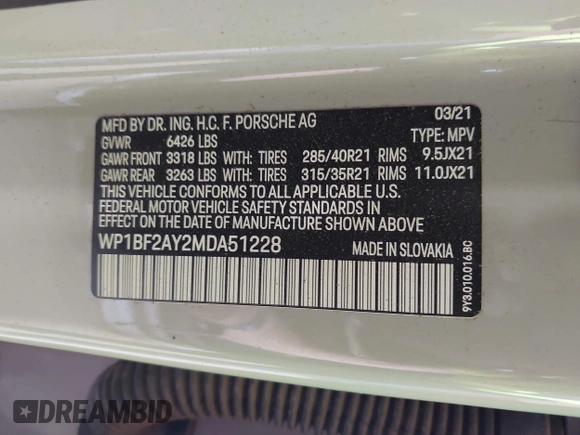 MFD BY DR. ING. H.C. F. PORSCHE AG 03/21
GVWR 6426 LBS TYPE: MPV
GAWR FRONT 3318 LBS WITH: TIRES 285/40R21 RIMS 9.5JX21
GAWR REAR 3263 LBS WITH: TIRES 315/35R21 RIMS 11.0JX21
THIS VEHICLE CONFORMS TO ALL APPLICABLE U.S.
FEDERAL MOTOR VEHICLE SAFETY STANDARDS IN
EFFECT ON THE DATE OF MANUFACTURE SHOWN ABOVE
WP1BF2AY2MDA51228 MADE IN SLOVAKIA
9Y3.010.016.BC
DREAMBID